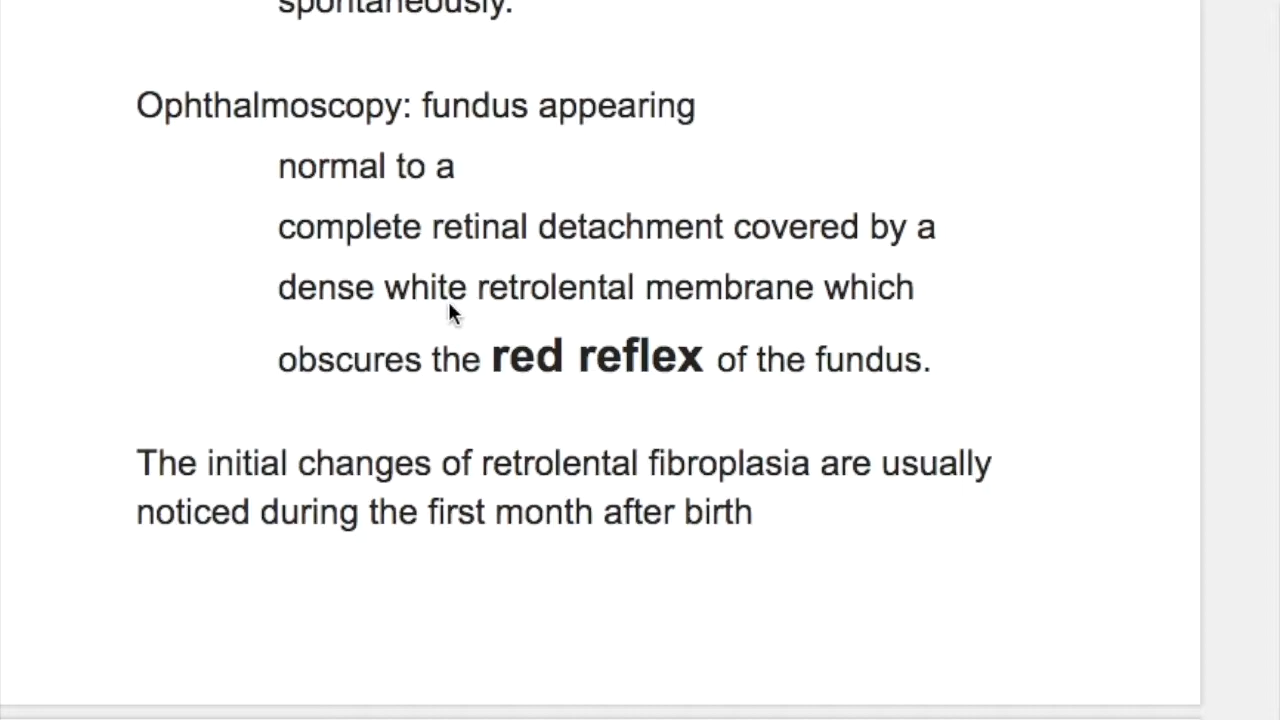 spontaneously.
Ophthalmoscopy: fundus appearing
normal to a
complete retinal detachment covered by a
dense white retrolental membrane which
obscures the red reflex of the fundus.
The initial changes of retrolental fibroplasia are usually
noticed during the first month after birth